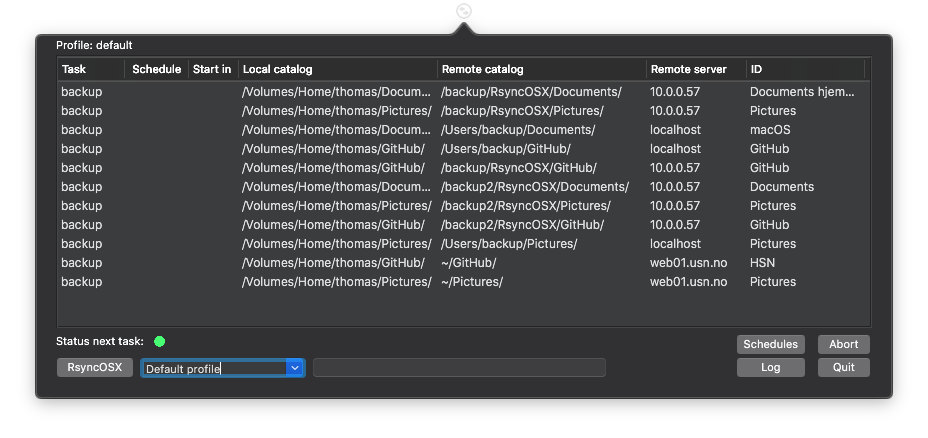 Profile: default
Task Schedule Start in Local catalog Remote catalog Remote server ID
backup /Volumes/Home/thomas/Docum... /backup/RsyncOSX/Documents/ 10.0.0.57 Documents hjem...
backup /Volumes/Home/thomas/Pictures/ /backup/RsyncOSX/Pictures/ 10.0.0.57 Pictures
backup /Volumes/Home/thomas/Docum... /Users/backup/Documents/ localhost macOS
backup /Volumes/Home/thomas/GitHub/ /Users/backup/GitHub/ localhost GitHub
backup /Volumes/Home/thomas/GitHub/ /backup/RsyncOSX/GitHub/ 10.0.0.57 GitHub
backup /Volumes/Home/thomas/Docum... /backup2/RsyncOSX/Documents/ 10.0.0.57 Documents
backup /Volumes/Home/thomas/Pictures/ /backup2/RsyncOSX/Pictures/ 10.0.0.57 Pictures
backup /Volumes/Home/thomas/GitHub/ /backup2/RsyncOSX/GitHub/ 10.0.0.57 GitHub
backup /Volumes/Home/thomas/Pictures/ /Users/backup/Pictures/ localhost Pictures
backup /Volumes/Home/thomas/GitHub/ ~/GitHub/ web01.usn.no HSN
backup /Volumes/Home/thomas/Pictures/ ~/Pictures/ web01.usn.no Pictures
Status next task: Schedules Abort
RsyncOSX Default profile Log Quit